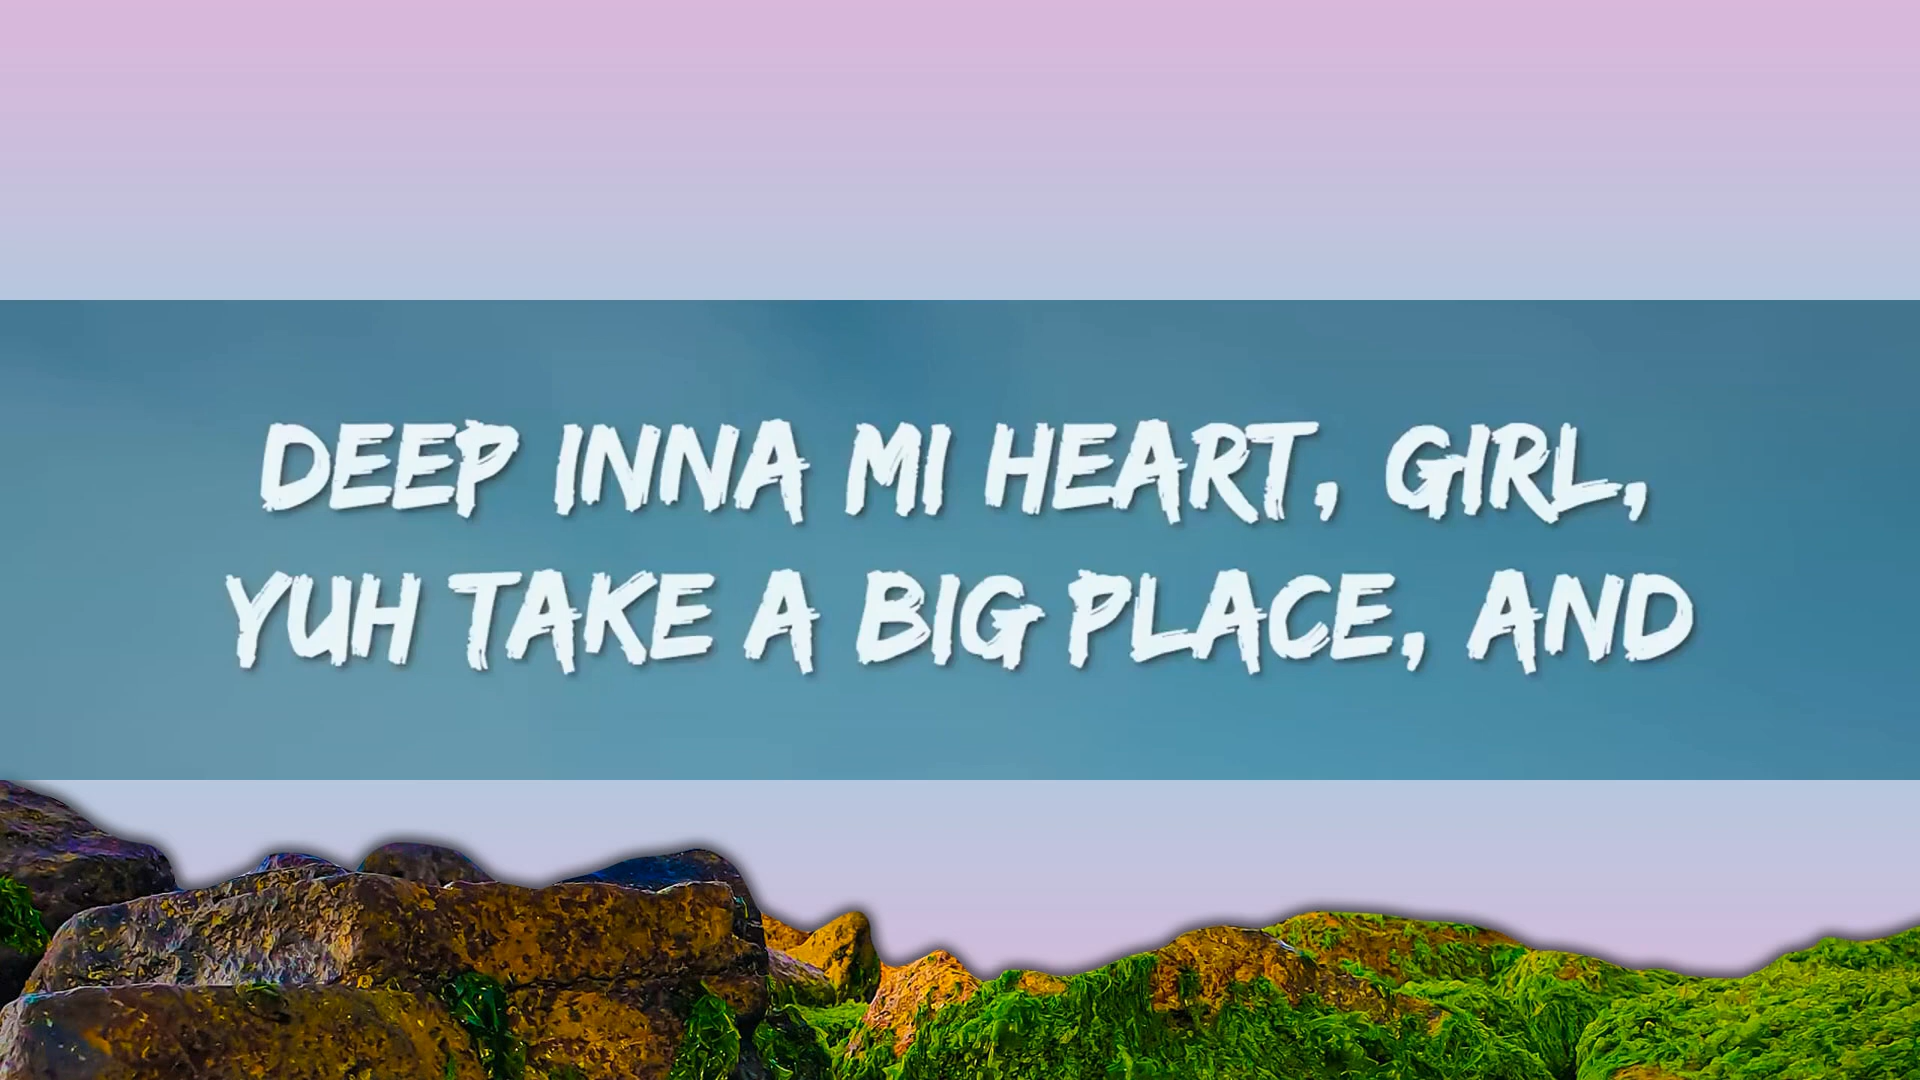 DEEP INNA MI HEART, GIRL,
YUH TAKE A BIG PLACE, AND